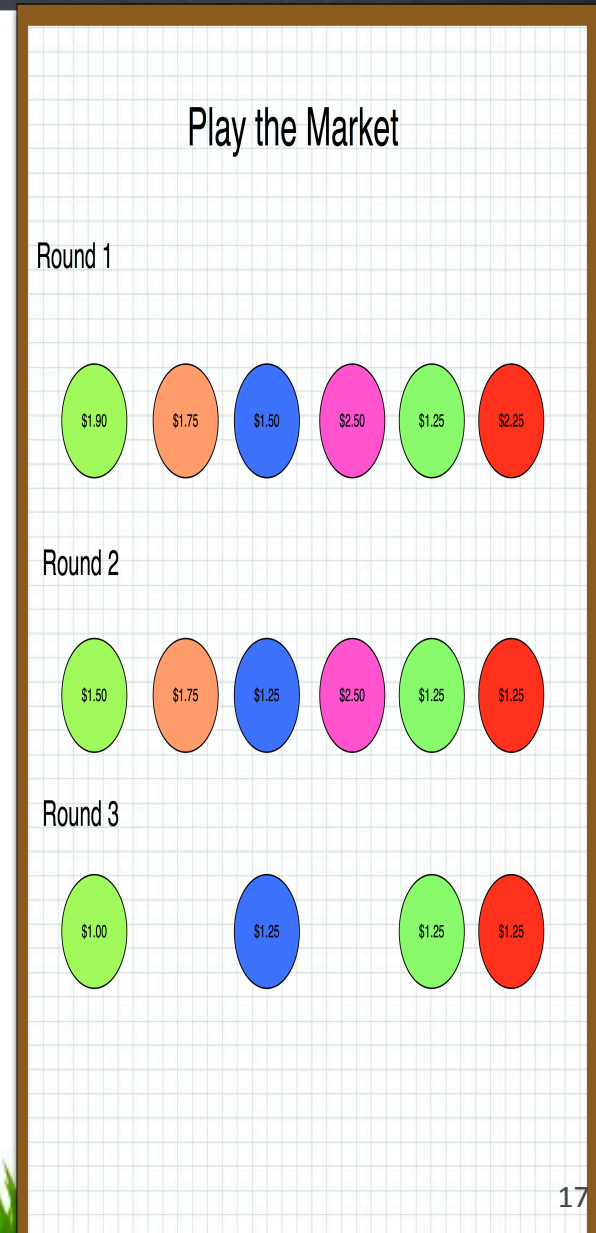 Play the Market
Round 1
$1.90 $1.75 $1.50 $2.50 $1.25 $2.25
Round 2
$1.50 $1.75 $1.25 $2.50 $1.25 $1.25
Round 3
$1.00 $1.25 $1.25 $1.25
17